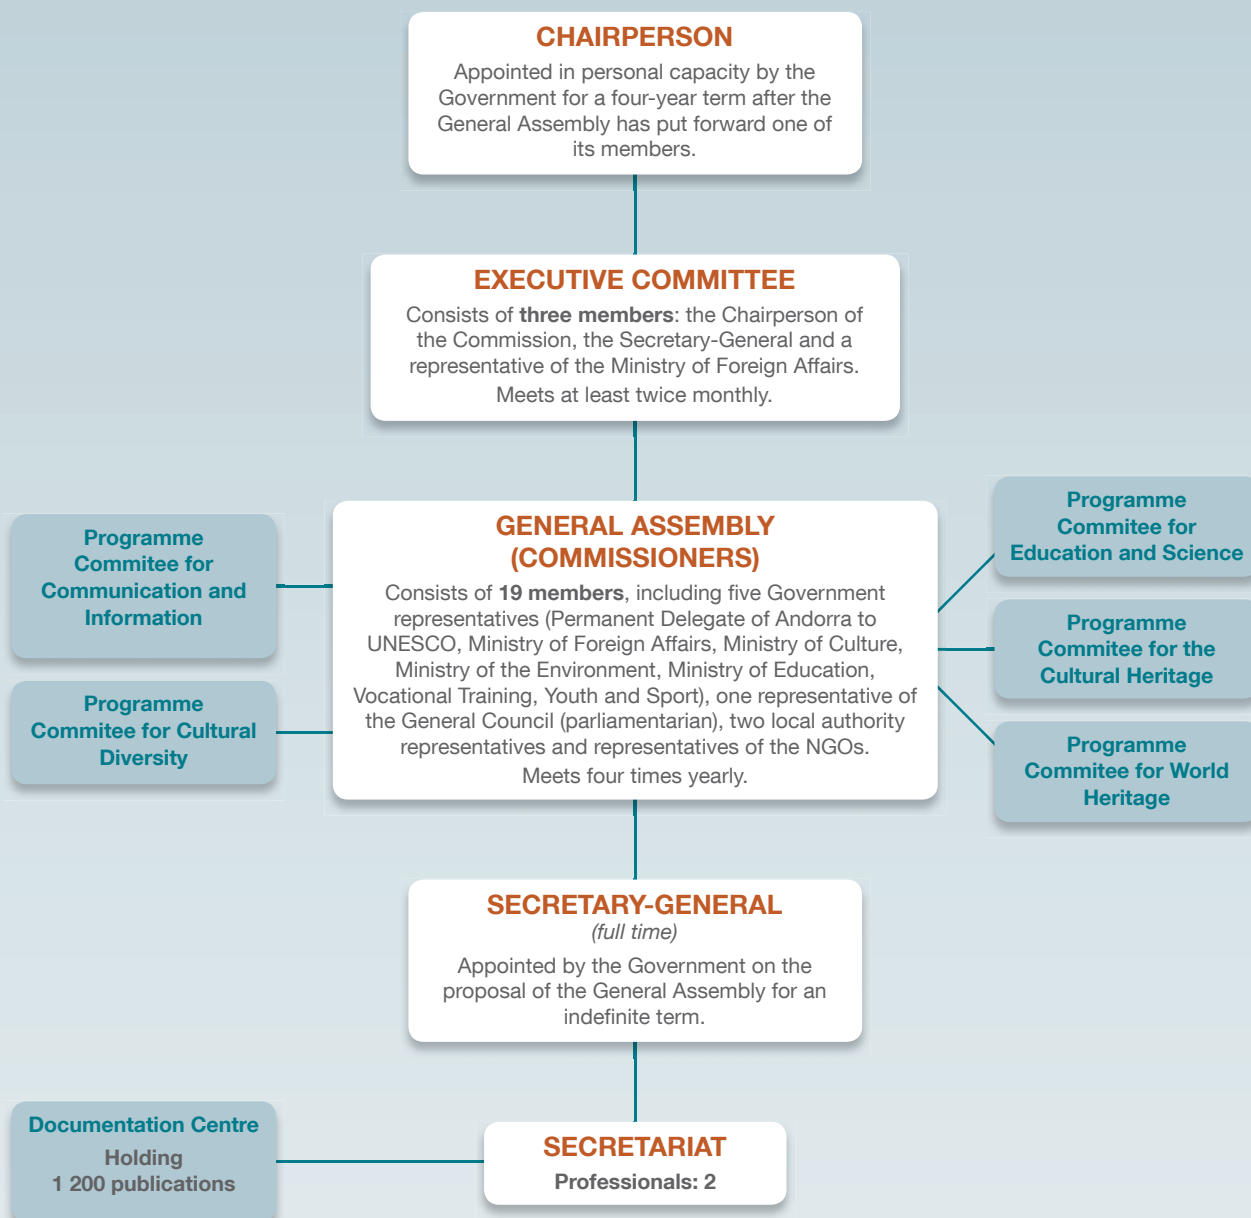 CHAIRPERSON
Appointed in personal capacity by the
Government for a four-year term after the
General Assembly has put forward one of
its members.
EXECUTIVE COMMITTEE
Consists of three members: the Chairperson of
the Commission, the Secretary-General and a
representative of the Ministry of Foreign Affairs.
Meets at least twice monthly.
Programme
Commitee for
Communication and
Information
Programme
Commitee for Cultural
Diversity
GENERAL ASSEMBLY
(COMMISSIONERS)
Consists of 19 members, including five Government
representatives (Permanent Delegate of Andorra to
UNESCO, Ministry of Foreign Affairs, Ministry of Culture,
Ministry of the Environment, Ministry of Education,
Vocational Training, Youth and Sport), one representative of
the General Council (parliamentarian), two local authority
representatives and representatives of the NGOs.
Meets four times yearly.
Programme
Commitee for
Education and Science
Programme
Commitee for the
Cultural Heritage
Programme
Commitee for World
Heritage
SECRETARY-GENERAL
(full time)
Appointed by the Government on the
proposal of the General Assembly for an
indefinite term.
Documentation Centre
Holding
1 200 publications
SECRETARIAT
Professionals: 2